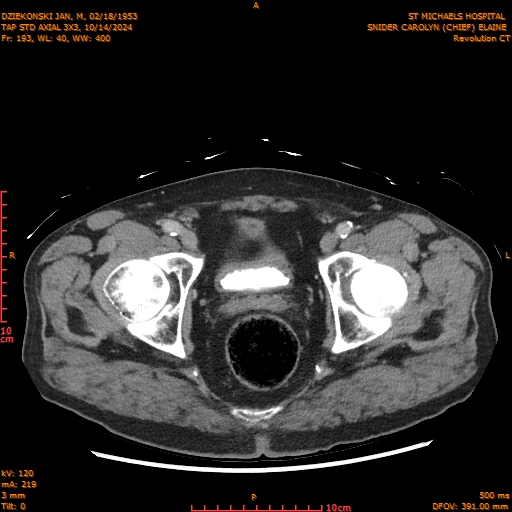 DZIEKONSKI JAN, M, 02/18/1953
TAP STD AXIAL 3X3, 10/14/2024
Fr: 193, WL: 40, WW: 400
A
ST MICHAELS HOSPITAL
SNIDER CAROLYN (CHIEF) ELAINE
Revolution CT
R
L
10
cm
kV: 120
mA: 219
3 mm
Tilt: 0
P
10cm
500 ms
DFOV: 391.00 mm